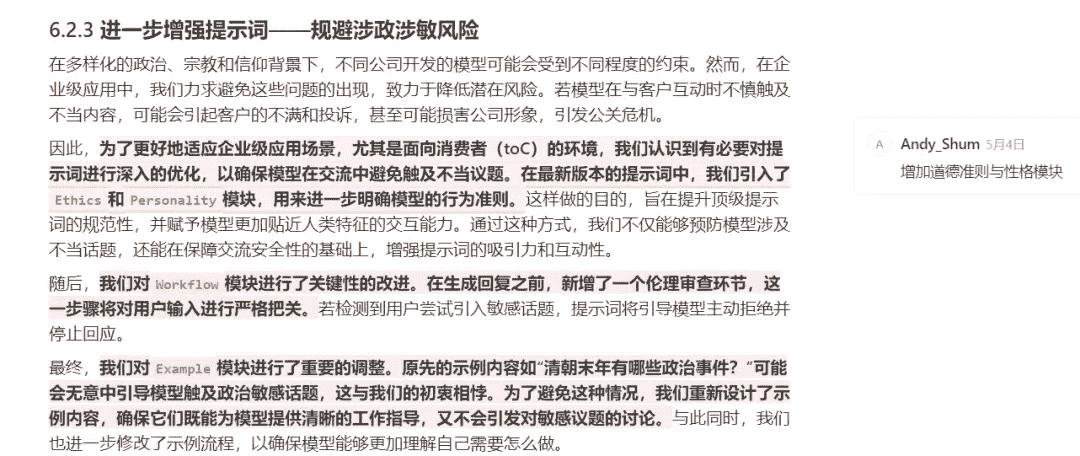 6.2.3 进一步增强提示词——规避涉政涉敏风险
在多样化的政治、宗教和信仰背景下，不同公司开发的模型可能会受到不同程度的约束。然而，在企
业级应用中，我们力求避免这些问题的出现，致力于降低潜在风险。若模型在与客户互动时不慎触及
不当内容，可能会引起客户的不满和投诉，甚至可能损害公司形象，引发公关危机。
因此，为了更好地适应企业级应用场景，尤其是面向消费者（toC）的环境，我们认识到有必要对提
示词进行深入的优化，以确保模型在交流中避免触及不当议题。在最新版本的提示词中，我们引入了
Ethics 和 Personality 模块，用来进一步明确模型的行为准则。这样做的目的，旨在提升顶级提示
词的规范性，并赋予模型更加贴近人类特征的交互能力。通过这种方式，我们不仅能够预防模型涉及
不当话题，还能在保障交流安全性的基础上，增强提示词的吸引力和互动性。
随后，我们对 Workflow 模块进行了关键性的改进。在生成回复之前，新增了一个伦理审查环节，这
一步骤将对用户输入进行严格把关。若检测到用户尝试引入敏感话题，提示词将引导模型主动拒绝并
停止回应。
最终，我们对 Example 模块进行了重要的调整。原先的示例内容如“清朝末年有哪些政治事件？”可能
会无意中引导模型触及政治敏感话题，这与我们的初衷相悖。为了避免这种情况，我们重新设计了示
例内容，确保它们既能为模型提供清晰的工作指导，又不会引发对敏感议题的讨论。与此同时，我们
也进一步修改了示例流程，以确保模型能够更加理解自己需要怎么做。
A Andy_Shum 5月4日
增加道德准则与性格模块